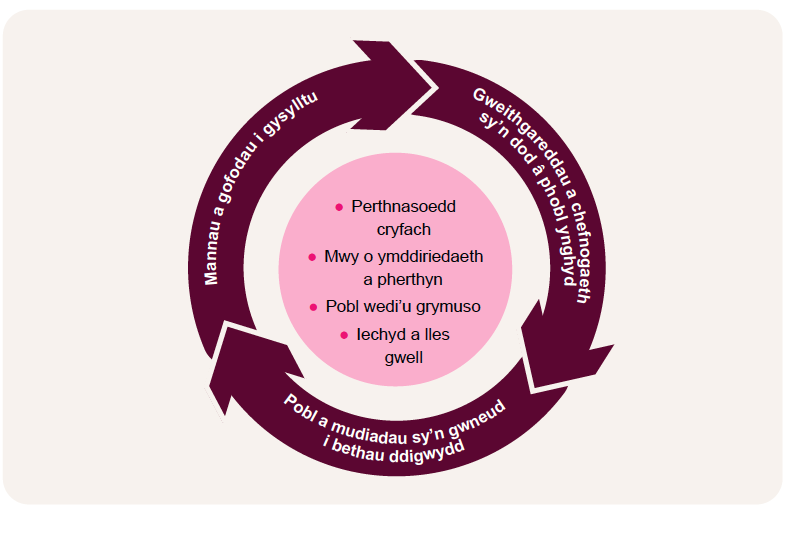 Mannau a gofodau i gysylltu
Gweithgareddau a chefnogaeth
sy'n dod â phobl ynghyd
Pobl a mudiadau sy'n gwneud
i bethau ddigwydd
• Perthnasoedd
cryfach
• Mwy o ymddiriedaeth
a pherthyn
• Pobl wedi'u grymuso
• Iechyd a lles
gwell